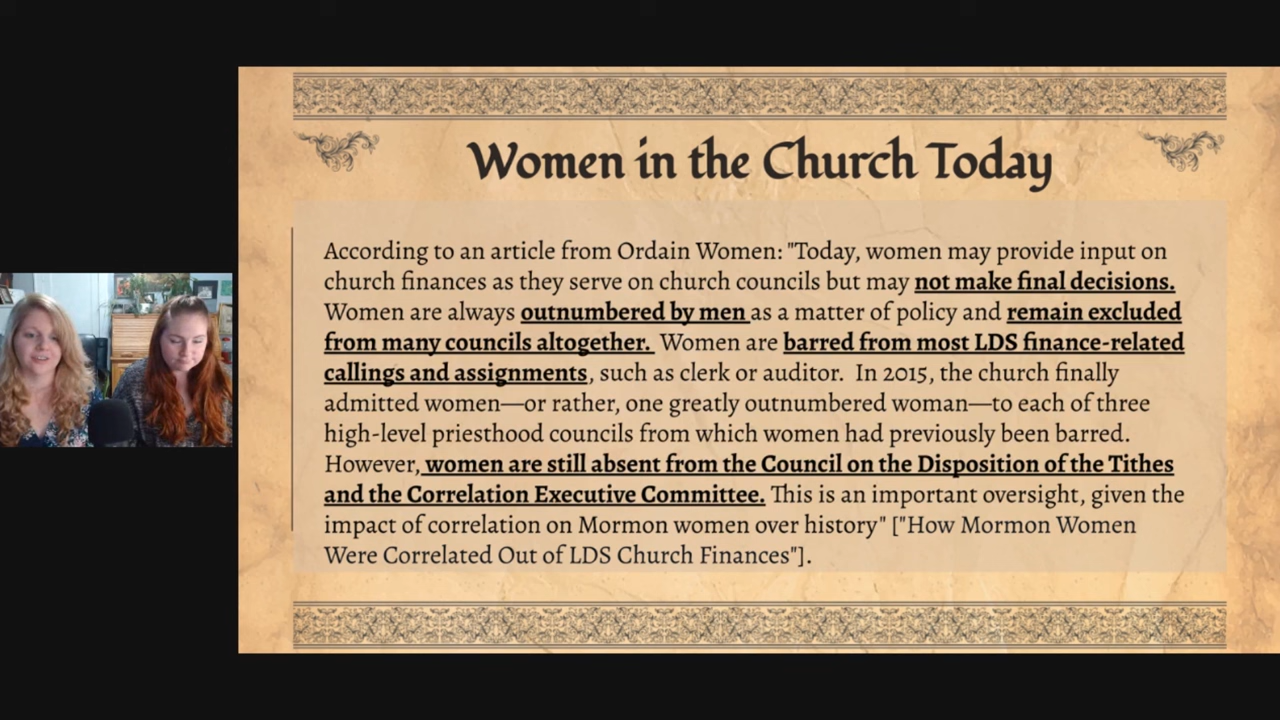 Women in the Church Today
According to an article from Ordain Women: "Today, women may provide input on
church finances as they serve on church councils but may not make final decisions.
Women are always outnumbered by men as a matter of policy and remain excluded
from many councils altogether. Women are barred from most LDS finance-related
callings and assignments, such as clerk or auditor. In 2015, the church finally
admitted women—or rather, one greatly outnumbered woman—to each of three
high-level priesthood councils from which women had previously been barred.
However, women are still absent from the Council on the Disposition of the Tithes
and the Correlation Executive Committee. This is an important oversight, given the
impact of correlation on Mormon women over history" ["How Mormon Women
Were Correlated Out of LDS Church Finances"].